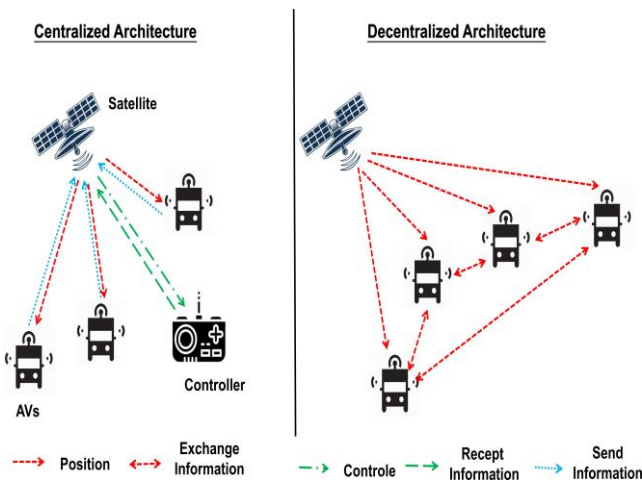 Centralized Architecture
Decentralized Architecture
Satellite
Controller
AVs
Position
Exchange
Information
Controle
Recept
Information
Send
Information